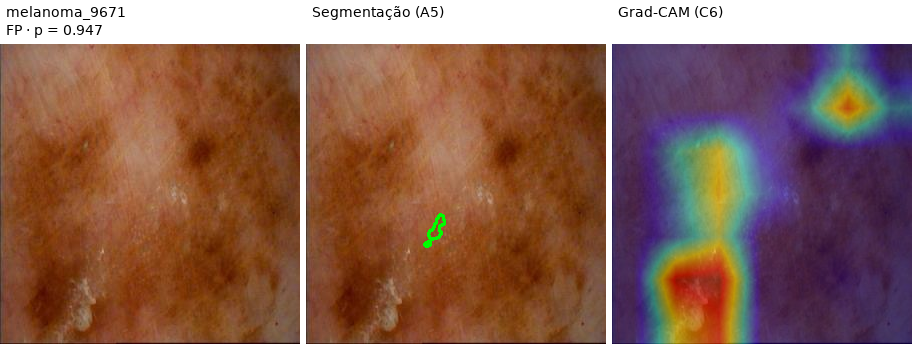 melanoma_9671
FP · p = 0.947
Segmentação (A5)
Grad-CAM (C6)